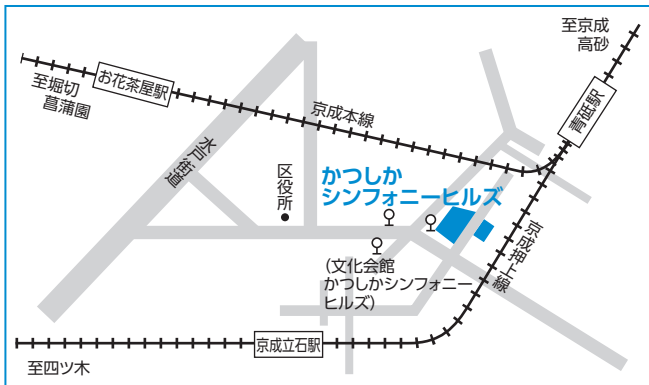 至京成
高砂
お花茶屋駅
至堀切
菖蒲園
京成本線
青砥駅
水戸街道
区役所
かつしか
シンフォニーヒルズ
京成押上線
(文化会館
かつしかシンフォニー
ヒルズ)
京成立石駅
至四ツ木